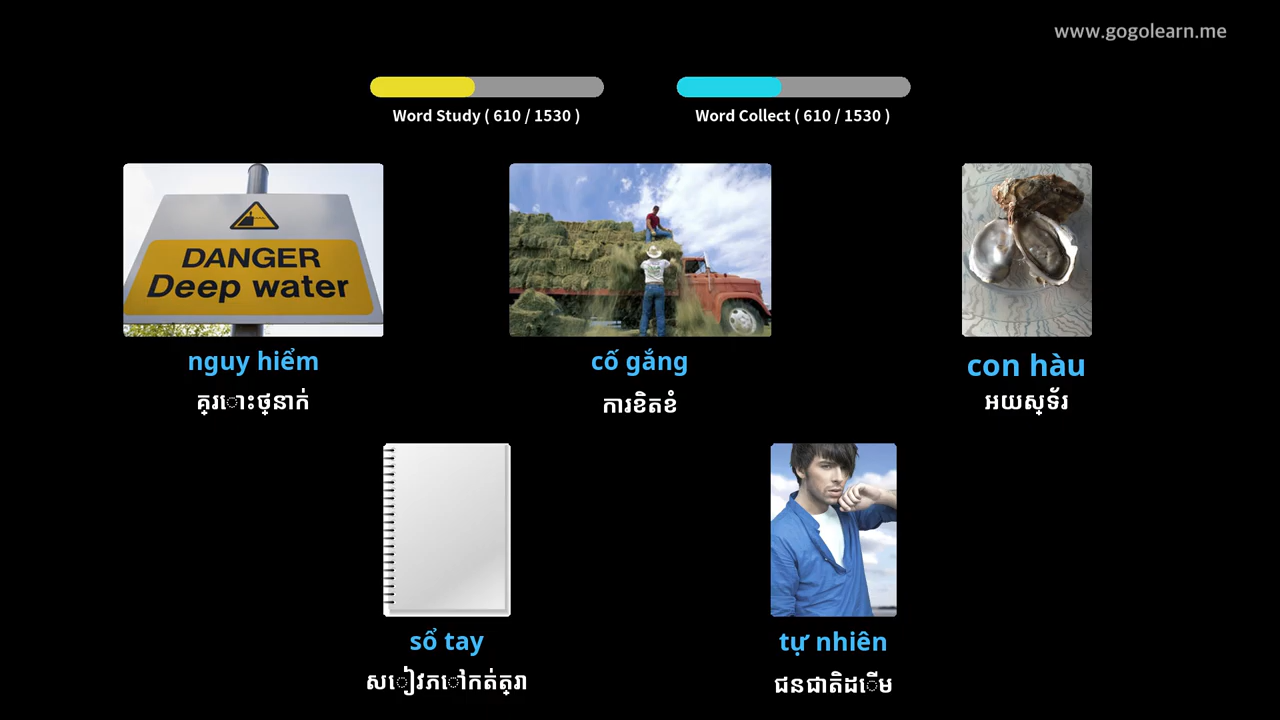 www.gogolearn.me
Word Study ( 610 / 1530 )
Word Collect ( 610 / 1530 )
DANGER
Deep water
nguy hiểm
cố gắng
con hàu
គ្រោះថ្នាក់
ការខិតខំ
អយស្ទ័រ
sổ tay
tự nhiên
សៀវភៅកត់ត្រា
ជនជាតិដើម